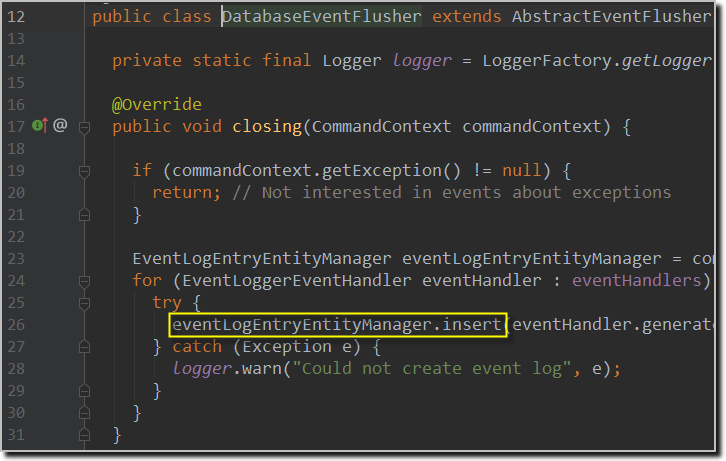 12 public class DatabaseEventFlusher extends AbstractEventFlusher
13
14 private static final Logger logger = LoggerFactory.getLogger
15
16 @Override
17 @ public void closing(CommandContext commandContext) {
18
19 if (commandContext.getException() != null) {
20 return; // Not interested in events about exceptions
21 }
22
23 EventLogEntryEntityManager eventLogEntryEntityManager = com
24 for (EventLoggerEventHandler eventHandler : eventHandlers)
25 try {
26 eventLogEntryEntityManager.insert(eventHandler.generate
27 } catch (Exception e) {
28 logger.warn("Could not create event log", e);
29 }
30 }
31 }